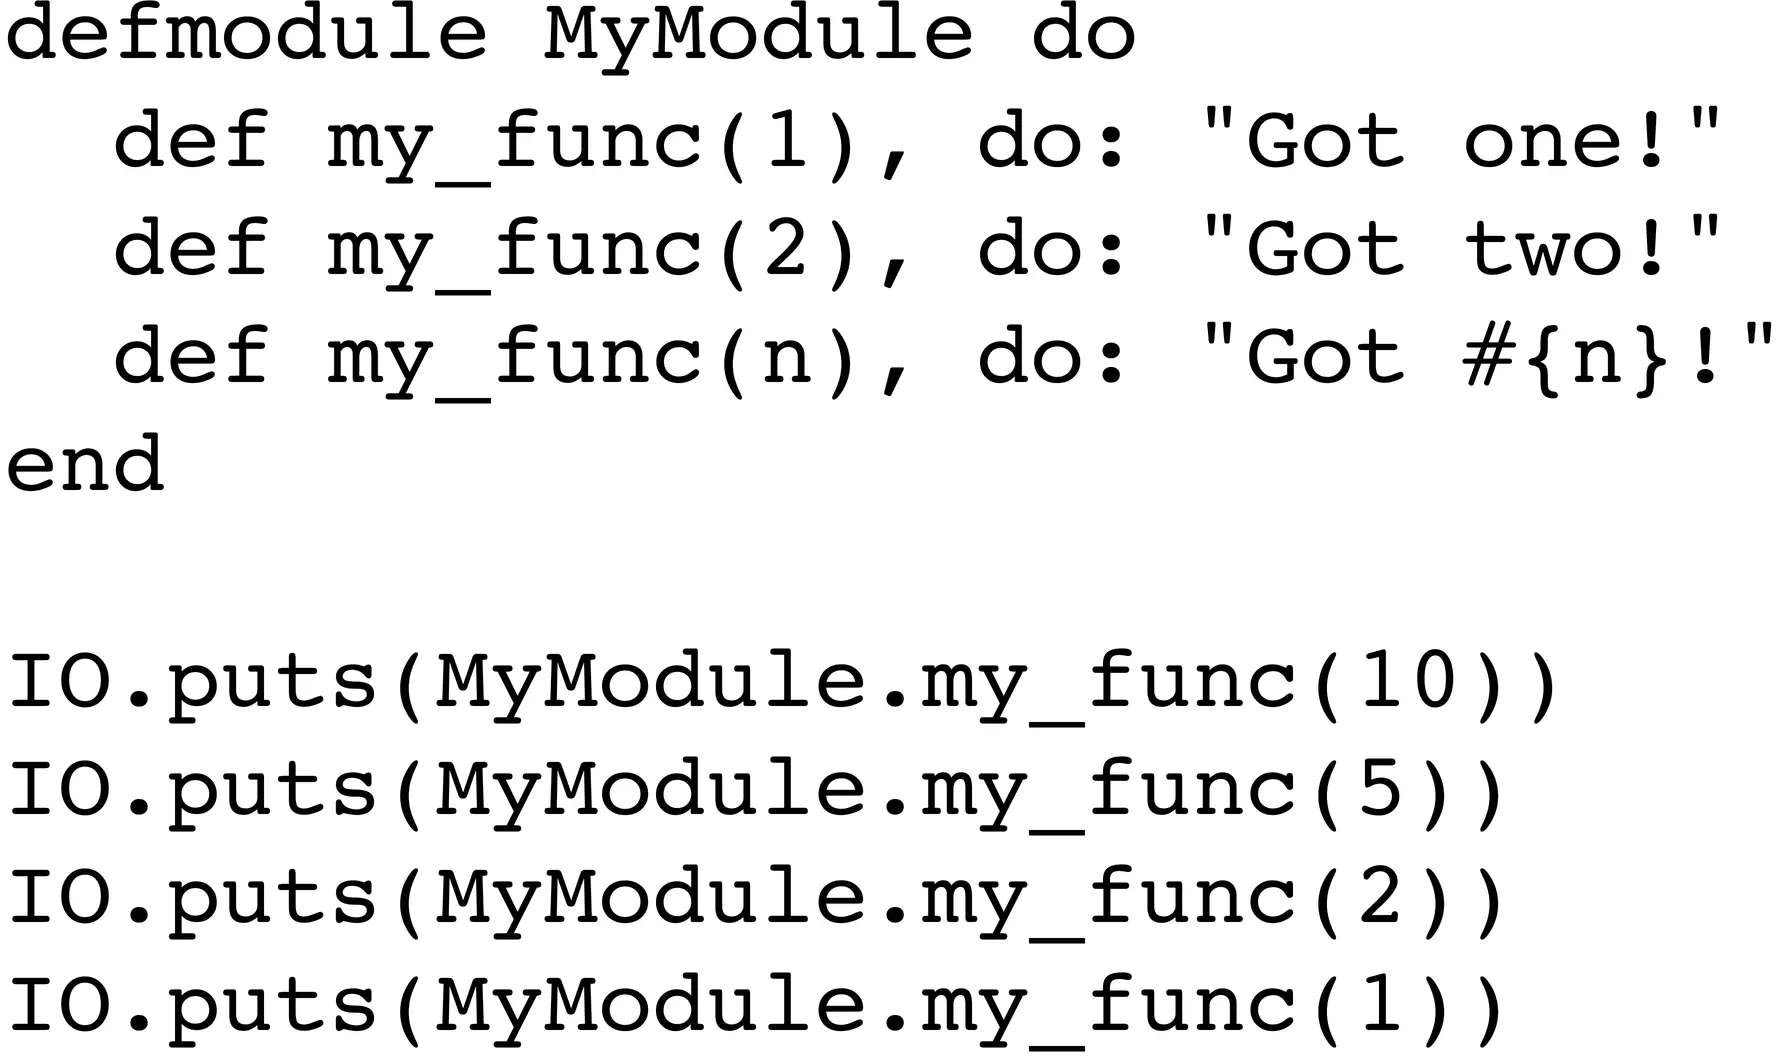 defmodule MyModule do
  def my_func(1), do: "Got one!"
  def my_func(2), do: "Got two!"
  def my_func(n), do: "Got #{n}!"
end

IO.puts(MyModule.my_func(10))
IO.puts(MyModule.my_func(5))
IO.puts(MyModule.my_func(2))
IO.puts(MyModule.my_func(1))